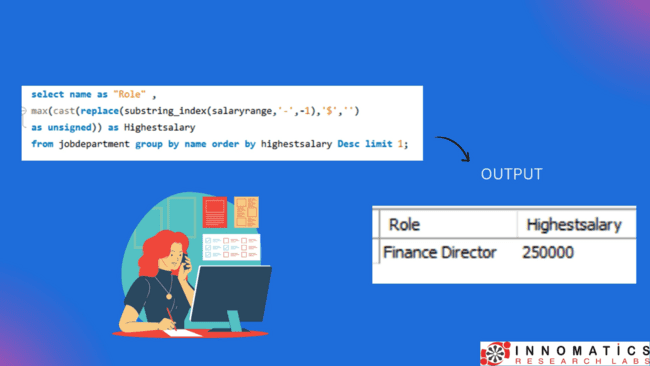 select name as "Role" ,
max(cast(replace(substring_index(salaryrange,'-',-1),'$','')
as unsigned)) as Highestsalary
from jobdepartment group by name order by highestsalary Desc limit 1;
OUTPUT
Role Highestsalary
Finance Director 250000
INNOMATICS
RESEARCH LABS